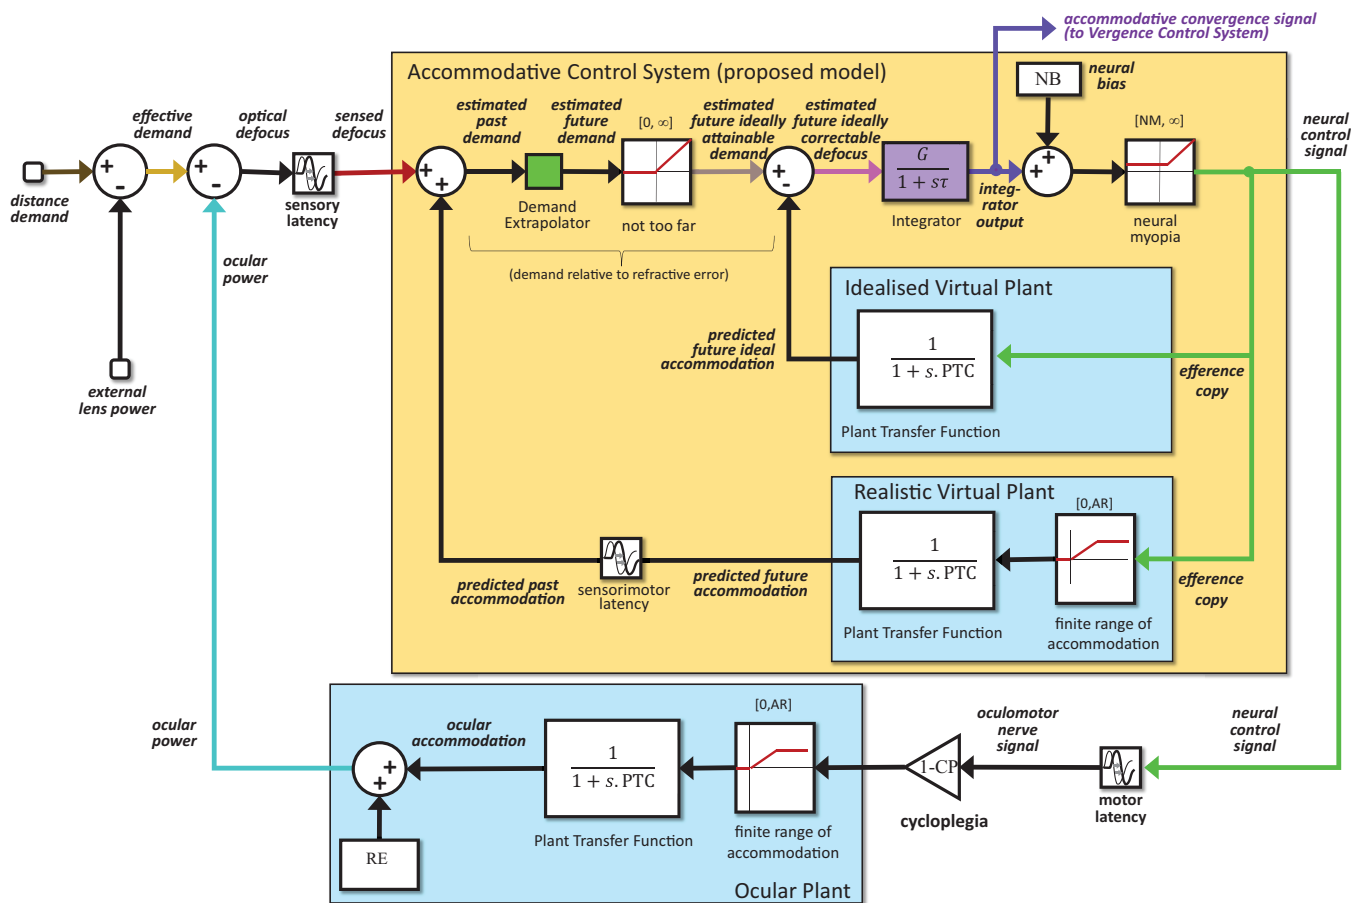 accommodative convergence signal
(to Vergence Control System)
Accommodative Control System (proposed model)
NB
neural
bias
effective
demand
optical
defocus
sensed
defocus
estimated
past
demand
estimated
future
demand
[0, ∞]
estimated
future ideally
attainable
demand
estimated
future ideally
correctable
defocus
[NM, ∞]
neural
control
signal
+
-
+
-
+
+
+
-
G
1 + sτ
+
+
distance
demand
sensory
latency
Demand
Extrapolator
not too far
Integrator
integ-
rator
output
neural
myopia
(demand relative to refractive error)
ocular
power
external
lens power
Idealised Virtual Plant
predicted
future ideal
accommodation
1
1 + s. PTC
efference
copy
Plant Transfer Function
Realistic Virtual Plant
[0,AR]
1
1 + s. PTC
predicted past
accommodation
sensorimotor
latency
predicted future
accommodation
efference
copy
Plant Transfer Function
finite range of
accommodation
ocular
power
ocular
accommodation
[0,AR]
oculomotor
nerve
signal
neural
control
signal
+
+
1
1 + s. PTC
1-CP
cycloplegia
motor
latency
RE
Plant Transfer Function
finite range of
accommodation
Ocular Plant